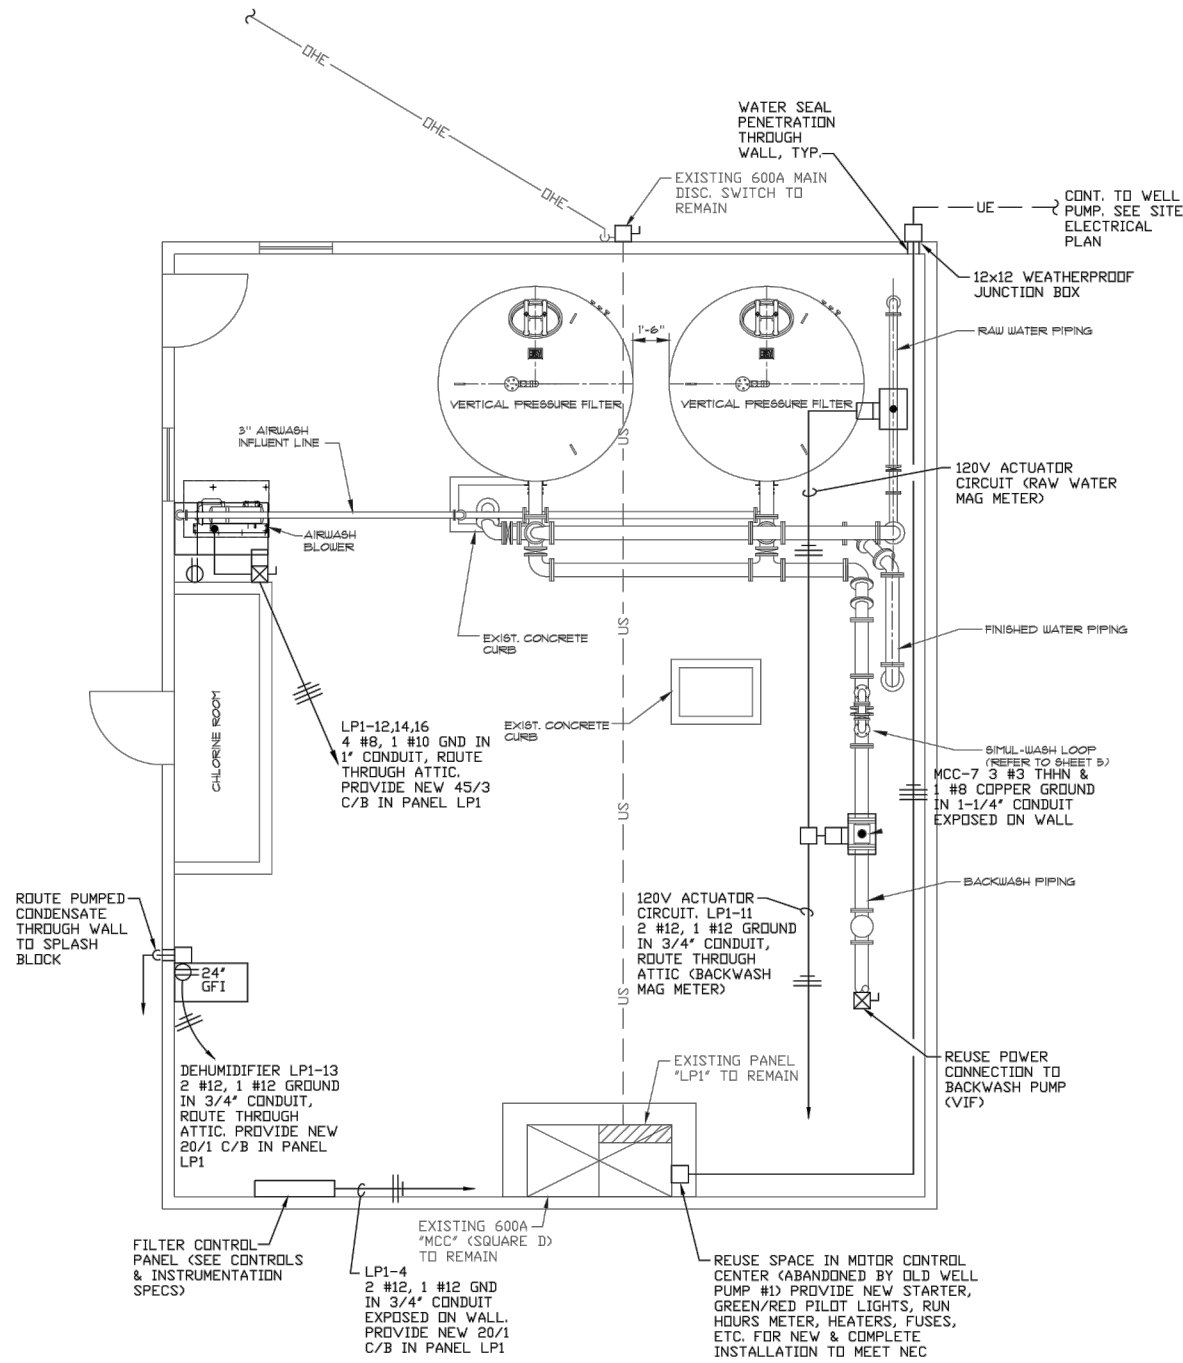 OHE
OHE
OHE
WATER SEAL
PENETRATION
THROUGH
WALL, TYP.
EXISTING 600A MAIN
DISC. SWITCH TO
REMAIN
UE
CONT. TO WELL
PUMP. SEE SITE
ELECTRICAL
PLAN
12x12 WEATHERPROOF
JUNCTION BOX
1'-6"
RAW WATER PIPING
VERTICAL PRESSURE FILTER
VERTICAL PRESSURE FILTER
US
3" AIRWASH
INFLUENT LINE
120V ACTUATOR
CIRCUIT (RAW WATER
MAG METER)
AIRWASH
BLOWER
EXIST. CONCRETE
CURB
US
FINISHED WATER PIPING
CHLORINE ROOM
LP1-12,14,16
4 #8, 1 #10 GND IN
1" CONDUIT, ROUTE
THROUGH ATTIC.
PROVIDE NEW 45/3
C/B IN PANEL LP1
EXIST. CONCRETE
CURB
SIMUL-WASH LOOP
(REFER TO SHEET 5)
MCC-7 3 #3 THHN &
1 #8 COPPER GROUND
IN 1-1/4" CONDUIT
EXPOSED ON WALL
US
BACKWASH PIPING
ROUTE PUMPED
CONDENSATE
THROUGH WALL
TO SPLASH
BLOCK
24"
GFI
120V ACTUATOR
CIRCUIT. LP1-11
2 #12, 1 #12 GROUND
IN 3/4" CONDUIT,
ROUTE THROUGH
ATTIC (BACKWASH
MAG METER)
US
DEHUMIDIFIER LP1-13
2 #12, 1 #12 GROUND
IN 3/4" CONDUIT,
ROUTE THROUGH
ATTIC. PROVIDE NEW
20/1 C/B IN PANEL
LP1
EXISTING PANEL
"LP1" TO REMAIN
REUSE POWER
CONNECTION TO
BACKWASH PUMP
(VIF)
FILTER CONTROL
PANEL (SEE CONTROLS
& INSTRUMENTATION
SPECS)
EXISTING 600A
"MCC" (SQUARE D)
TO REMAIN
LP1-4
2 #12, 1 #12 GND
IN 3/4" CONDUIT
EXPOSED ON WALL.
PROVIDE NEW 20/1
C/B IN PANEL LP1
REUSE SPACE IN MOTOR CONTROL
CENTER (ABANDONED BY OLD WELL
PUMP #1) PROVIDE NEW STARTER,
GREEN/RED PILOT LIGHTS, RUN
HOURS METER, HEATERS, FUSES,
ETC. FOR NEW & COMPLETE
INSTALLATION TO MEET NEC